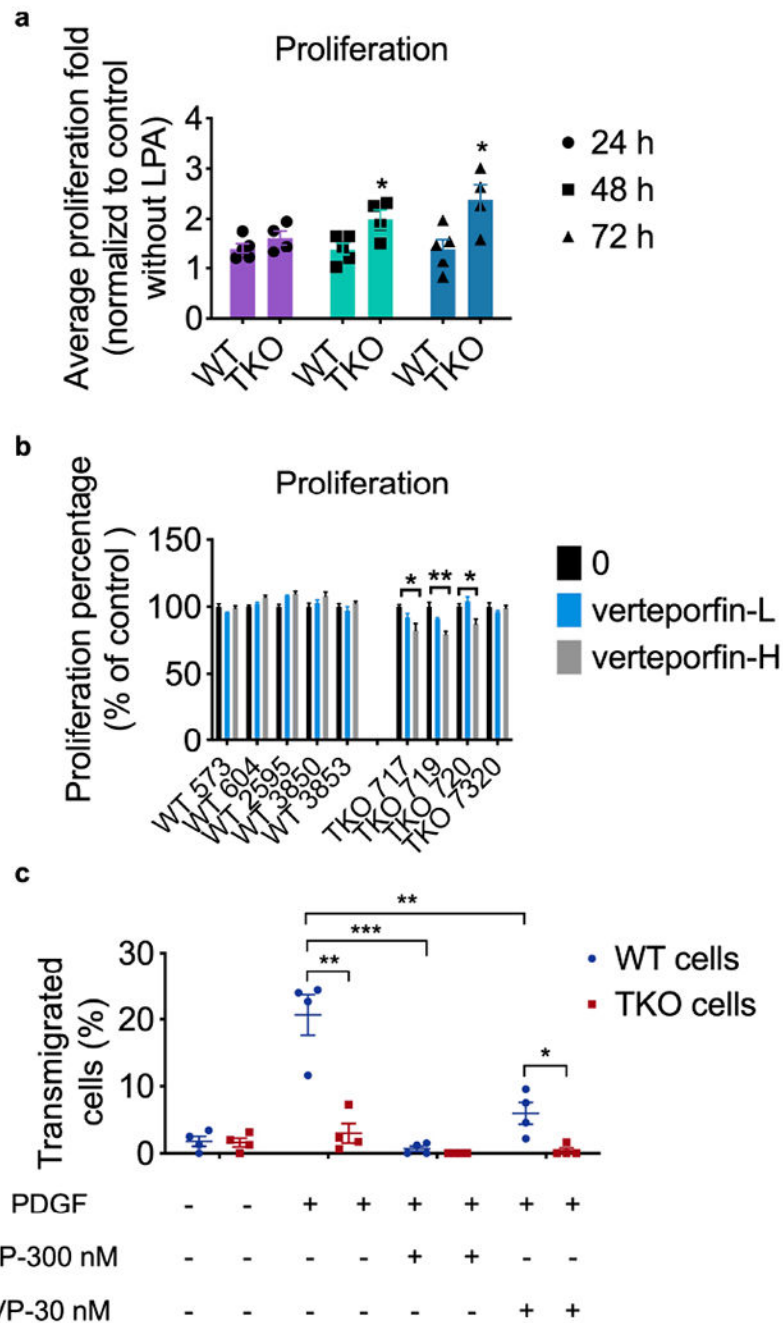 a
Proliferation
Average proliferation fold
(normalizd to control
without LPA)
4
3
2
1
0
*
*
WT
TKO
WT
TKO
WT
TKO
24 h
48 h
72 h
b
Proliferation
Proliferation percentage
(% of control )
150
100
50
0
* ** *
WT 573
WT 604
WT 2595
WT 3850
WT 3853
TKO 717
TKO 719
TKO 720
TKO 7320
0
verteporfin-L
verteporfin-H
c
**
***
**
*
Transmigrated
cells (%)
30
20
10
0
WT cells
TKO cells
PDGF - - + + + + + +
P-300 nM - - - - + + - -
VP-30 nM - - - - - - + +